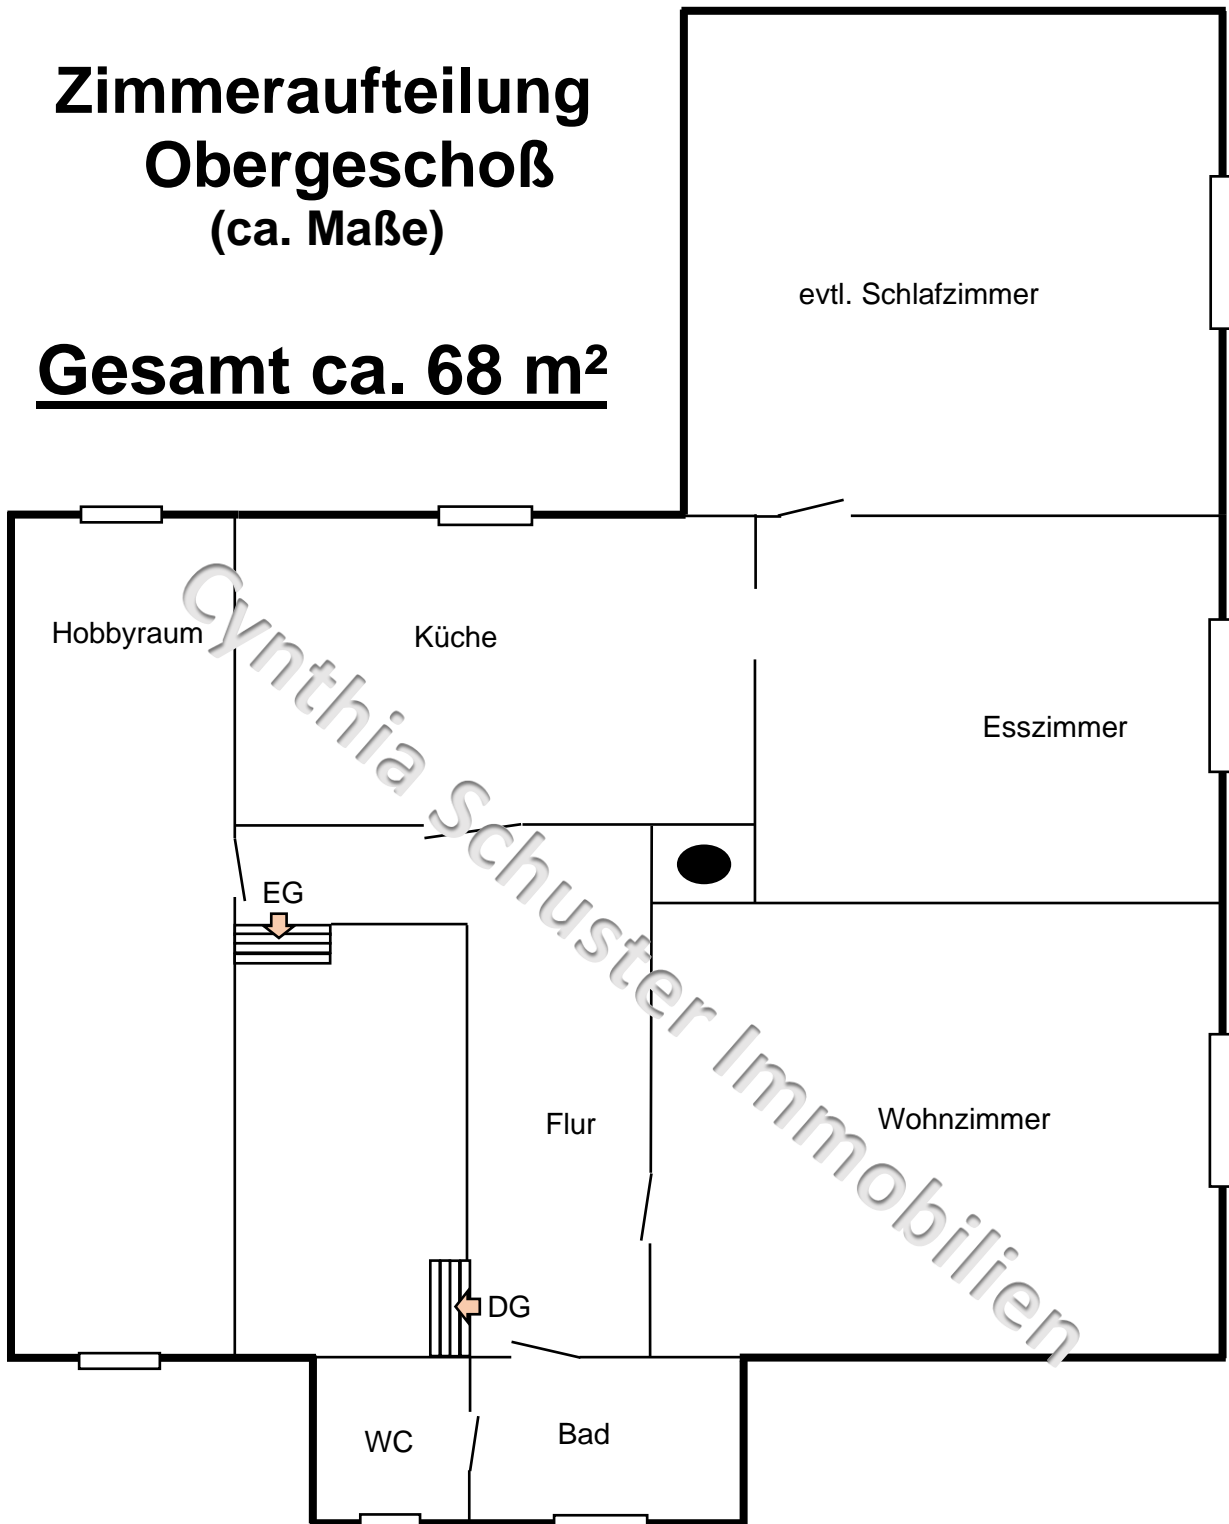 Zimmeraufteilung
Obergeschoß
(ca. Maße)
Gesamt ca. 68 m²
evtl. Schlafzimmer
Hobbyraum
Küche
Esszimmer
EG
Flur
Wohnzimmer
DG
WC
Bad
Cynthia Schuster Immobilien